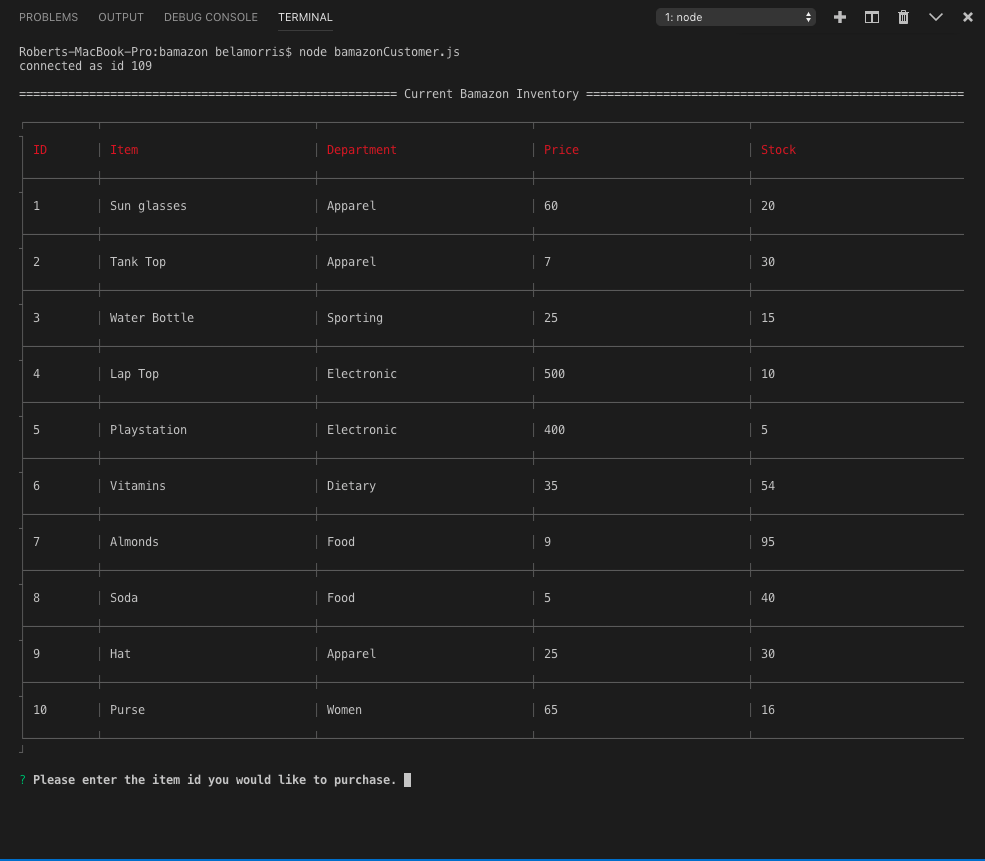 PROBLEMS OUTPUT DEBUG CONSOLE TERMINAL 1: node
Roberts-MacBook-Pro:bamazon belamorris$ node bamazonCustomer.js
connected as id 109
====================================================== Current Bamazon Inventory ======================================================
ID Item Department Price Stock
1 Sun glasses Apparel 60 20
2 Tank Top Apparel 7 30
3 Water Bottle Sporting 25 15
4 Lap Top Electronic 500 10
5 Playstation Electronic 400 5
6 Vitamins Dietary 35 54
7 Almonds Food 9 95
8 Soda Food 5 40
9 Hat Apparel 25 30
10 Purse Women 65 16
? Please enter the item id you would like to purchase.